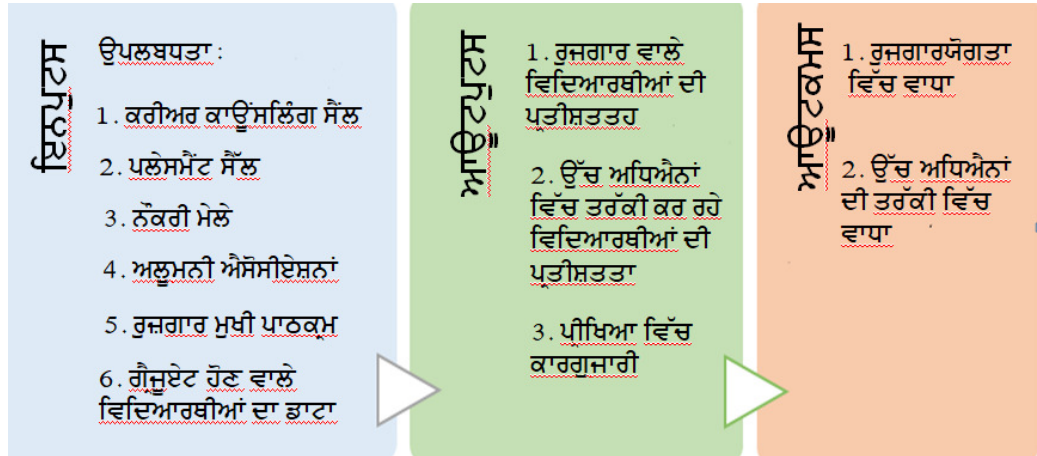 ਇਨਪੁਟਸ
ਉਪਲਬਧਤਾ :
1. ਕਰੀਅਰ ਕਾਊਂਸਲਿੰਗ ਸੈੱਲ
2. ਪਲੇਸਮੈਂਟ ਸੈੱਲ
3. ਨੌਕਰੀ ਮੇਲੇ
4. ਅਲੂਮਨੀ ਐਸੋਸੀਏਸ਼ਨਾਂ
5. ਰੁਜ਼ਗਾਰ ਮੁਖੀ ਪਾਠਕ੍ਰਮ
6. ਗ੍ਰੈਜੂਏਟ ਹੋਣ ਵਾਲੇ
ਵਿਦਿਆਰਥੀਆਂ ਦਾ ਡਾਟਾ
ਆਊਟਪੁਟਸ
1. ਰੁਜਗਾਰ ਵਾਲੇ
ਵਿਦਿਆਰਥੀਆਂ ਦੀ
ਪ੍ਰਤੀਸ਼ਤਤਹ
2. ਉੱਚ ਅਧਿਐਨਾਂ
ਵਿੱਚ ਤਰੱਕੀ ਕਰ ਰਹੇ
ਵਿਦਿਆਰਥੀਆਂ ਦੀ
ਪ੍ਰਤੀਸ਼ਤਤਾ
3. ਪ੍ਰੀਖਿਆ ਵਿੱਚ
ਕਾਰਗੁਜਾਰੀ
ਆਊਟਕਮਸ
1. ਰੁਜਗਾਰਯੋਗਤਾ
ਵਿੱਚ ਵਾਧਾ
2. ਉੱਚ ਅਧਿਐਨਾਂ
ਦੀ ਤਰੱਕੀ ਵਿੱਚ
ਵਾਧਾ